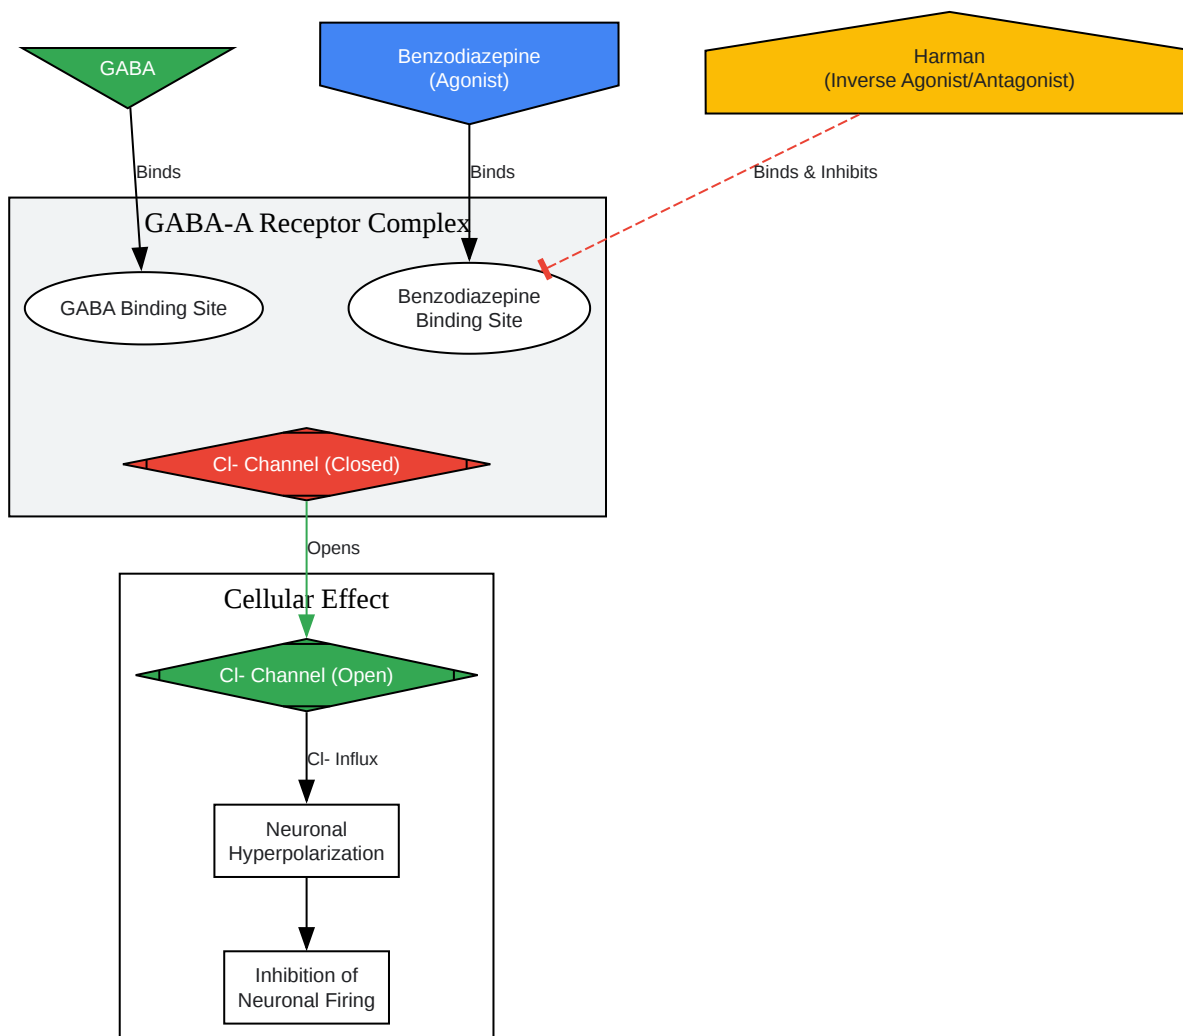 GABA
Benzodiazepine
(Agonist)
Harman
(Inverse Agonist/Antagonist)
Binds
Binds
Binds & Inhibits
GABA-A Receptor Complex
GABA Binding Site
Benzodiazepine
Binding Site
Cl- Channel (Closed)
Opens
Cellular Effect
Cl- Channel (Open)
Cl- Influx
Neuronal
Hyperpolarization
Inhibition of
Neuronal Firing